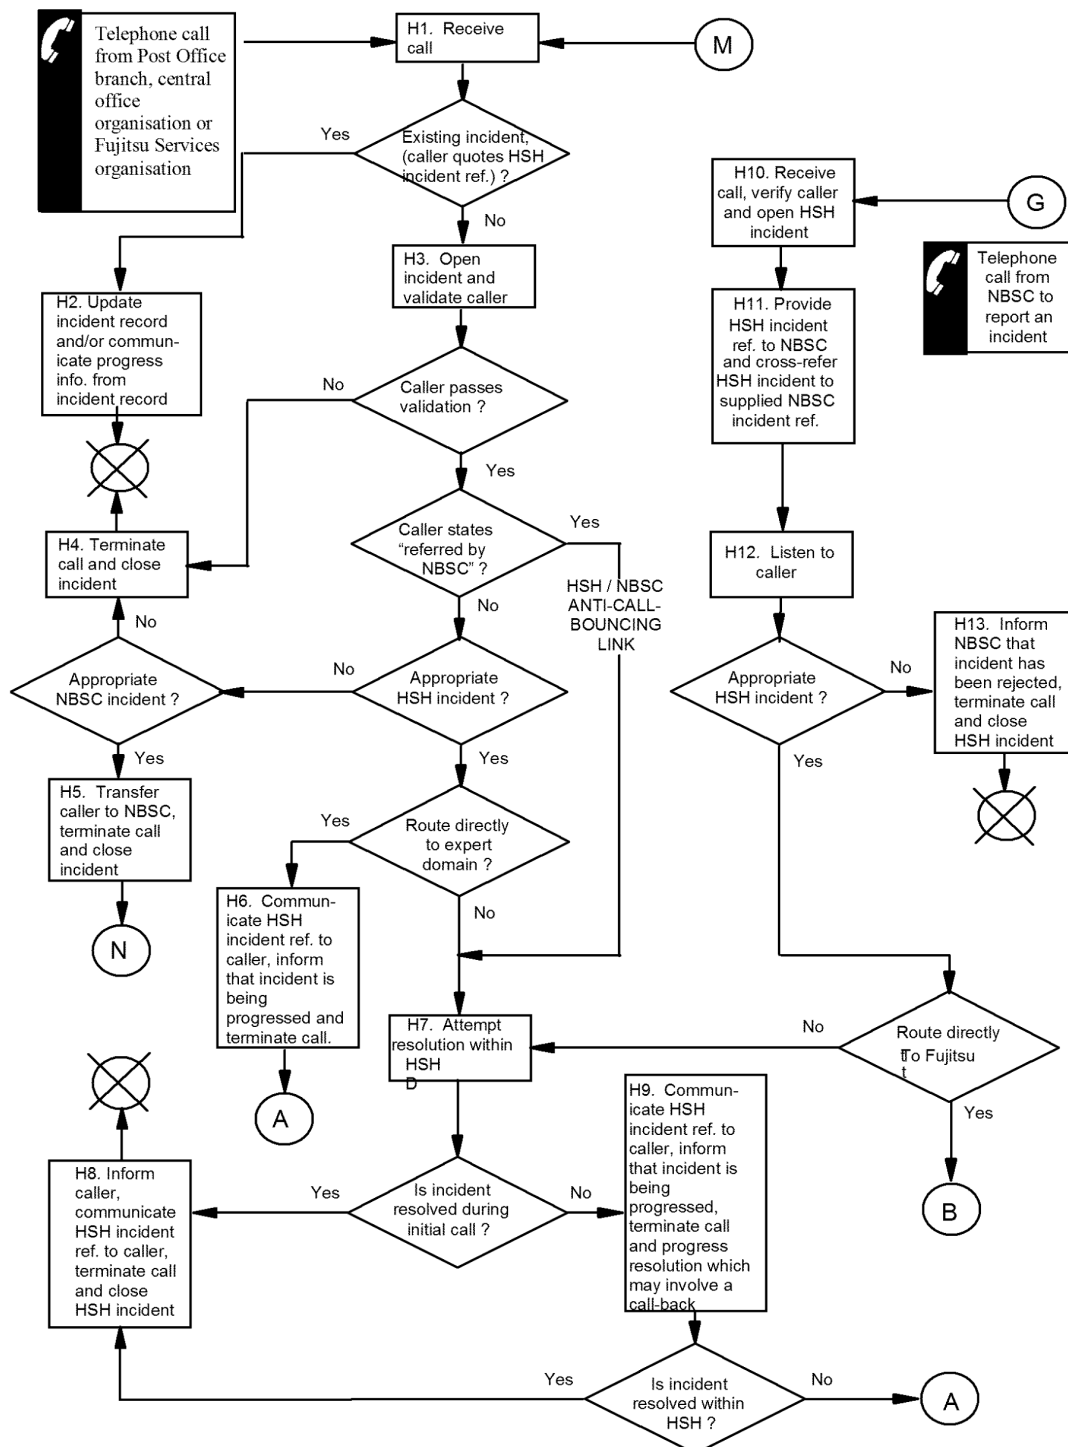 Telephone call
from Post Office
branch, central
office
organisation or
Fujitsu Services
organisation
H1. Receive
call
M
Yes
Existing incident,
(caller quotes HSH
incident ref.) ?
No
H10. Receive
call, verify caller
and open HSH
incident
G
H3. Open
incident and
validate caller
Telephone
call from
NBSC to
report an
incident
H2. Update
incident record
and/or commun-
icate progress
info. from
incident record
H11. Provide
HSH incident
ref. to NBSC
and cross-refer
HSH incident to
supplied NBSC
incident ref.
No
Caller passes
validation ?
Yes
Caller states
“referred by
NBSC” ?
Yes
No
H4. Terminate
call and close
incident
H12. Listen to
caller
HSH / NBSC
ANTI-CALL-
BOUNCING
LINK
No
Appropriate
NBSC incident ?
No
Appropriate
HSH incident ?
Appropriate
HSH incident ?
No
H13. Inform
NBSC that
incident has
been rejected,
terminate call
and close
HSH incident
Yes
Yes
Yes
H5. Transfer
caller to NBSC,
terminate call
and close
incident
Yes
Route directly
to expert
domain ?
No
N
H6. Commun-
icate HSH
incident ref. to
caller, inform
that incident is
being
progressed and
terminate call.
H7. Attempt
resolution within
HSH
D
No
Route directly
To Fujitsu
Yes
A
H9. Commun-
icate HSH
incident ref. to
caller, inform
that incident is
being
progressed,
terminate call
and progress
resolution which
may involve a
call-back
H8. Inform
caller,
communicate
HSH incident
ref. to caller,
terminate call
and close
HSH incident
Yes
Is incident
resolved during
initial call ?
No
B
Yes
Is incident
resolved within
HSH ?
No
A